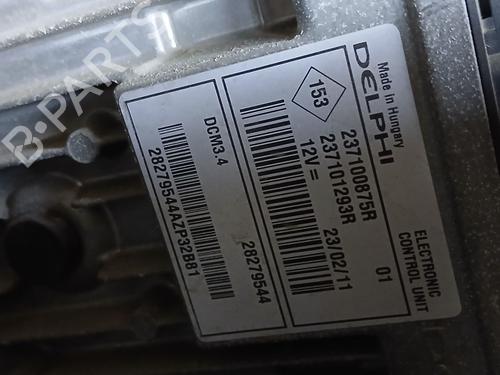 Made in Hungary
DELPHI
153
237100875R
237101293R
12V = 23/02/11
01
ELECTRONIC
CONTROL UNIT
DCM3.4
28279544
28279544AZP32B81
B-PARTS